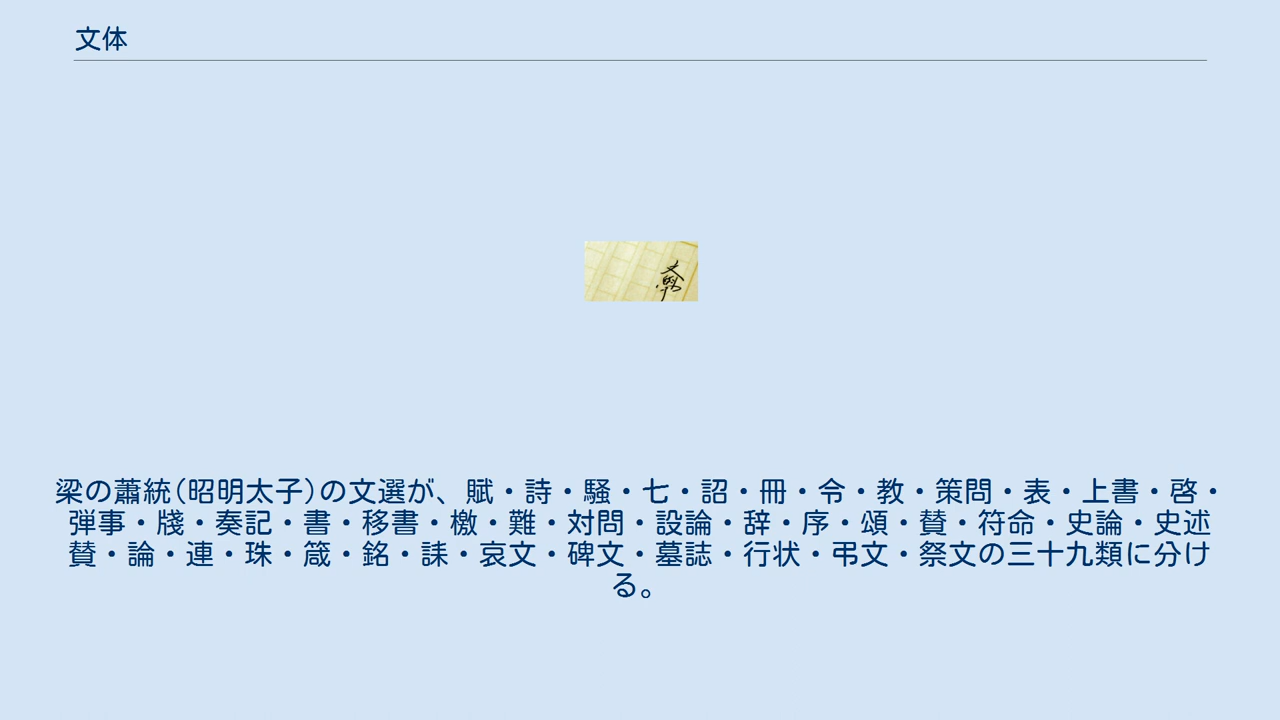 文体
梁の蕭統(昭明太子)の文選が、賦・詩・騒・七・詔・冊・令・教・策問・表・上書・啓・
弾事・牋・奏記・書・移書・檄・難・対問・設論・辞・序・頌・賛・符命・史論・史述
賛・論・連・珠・箴・銘・誄・哀文・碑文・墓誌・行状・弔文・祭文の三十九類に分け
る。